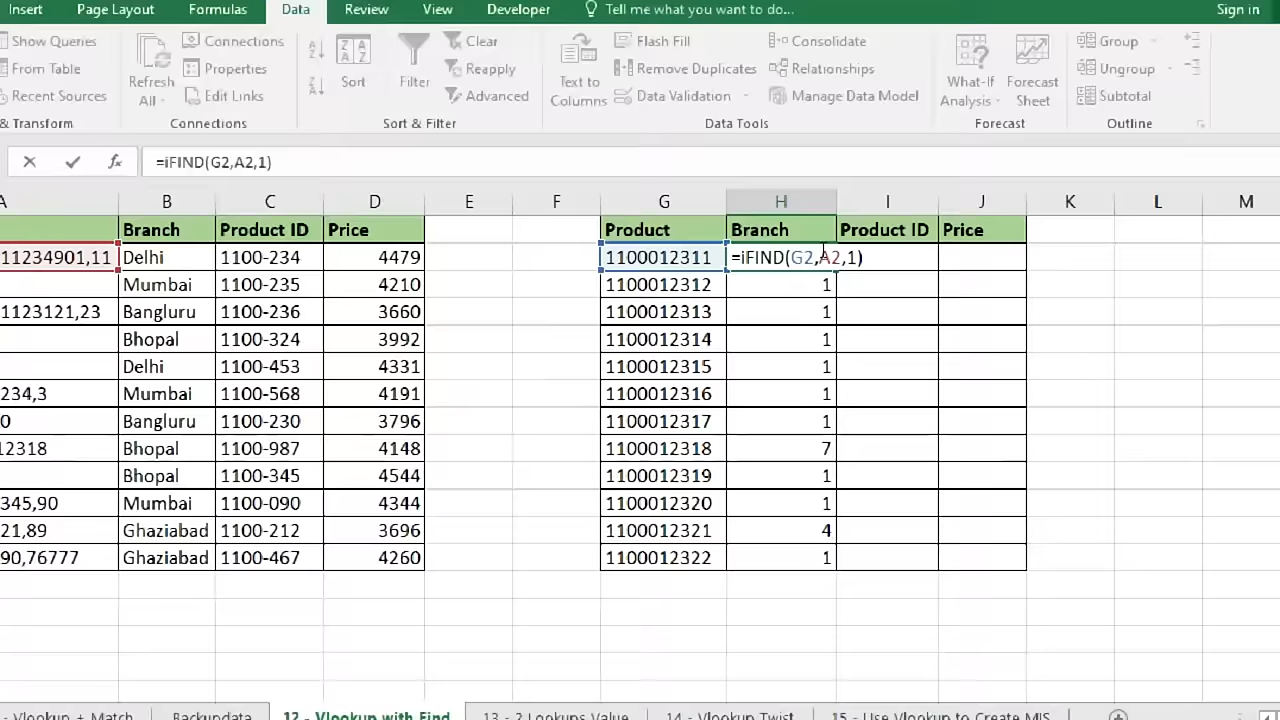 Insert Page Layout Formulas Data Review View Developer Tell me what you want to do... Sign in
Show Queries
From Table
Recent Sources
& Transform
Refresh All
Connections
Properties
Edit Links
Connections
Sort
Filter
Clear
Reapply
Advanced
Sort & Filter
Text to Columns
Flash Fill
Remove Duplicates
Data Validation
Consolidate
Relationships
Manage Data Model
Data Tools
What-If Analysis
Forecast Sheet
Forecast
Group
Ungroup
Subtotal
Outline
fx =iFIND(G2,A2,1)
A B C D E F G H I J K L M
Branch Product ID Price Product Branch Product ID Price
11234901,11 Delhi 1100-234 4479 1100012311 =iFIND(G2,A2,1)
Mumbai 1100-235 4210 1100012312 1
1123121,23 Bangluru 1100-236 3660 1100012313 1
Bhopal 1100-324 3992 1100012314 1
Delhi 1100-453 4331 1100012315 1
234,3 Mumbai 1100-568 4191 1100012316 1
0 Bangluru 1100-230 3796 1100012317 1
12318 Bhopal 1100-987 4148 1100012318 7
Bhopal 1100-345 4544 1100012319 1
345,90 Mumbai 1100-090 4344 1100012320 1
21,89 Ghaziabad 1100-212 3696 1100012321 4
90,76777 Ghaziabad 1100-467 4260 1100012322 1
- Vlookup + Match Backupdata 12 - Vlookup with Find 13 - 2 Lookups Value 14 - Vlookup Twist 15 - Use Vlookup to Create MIS